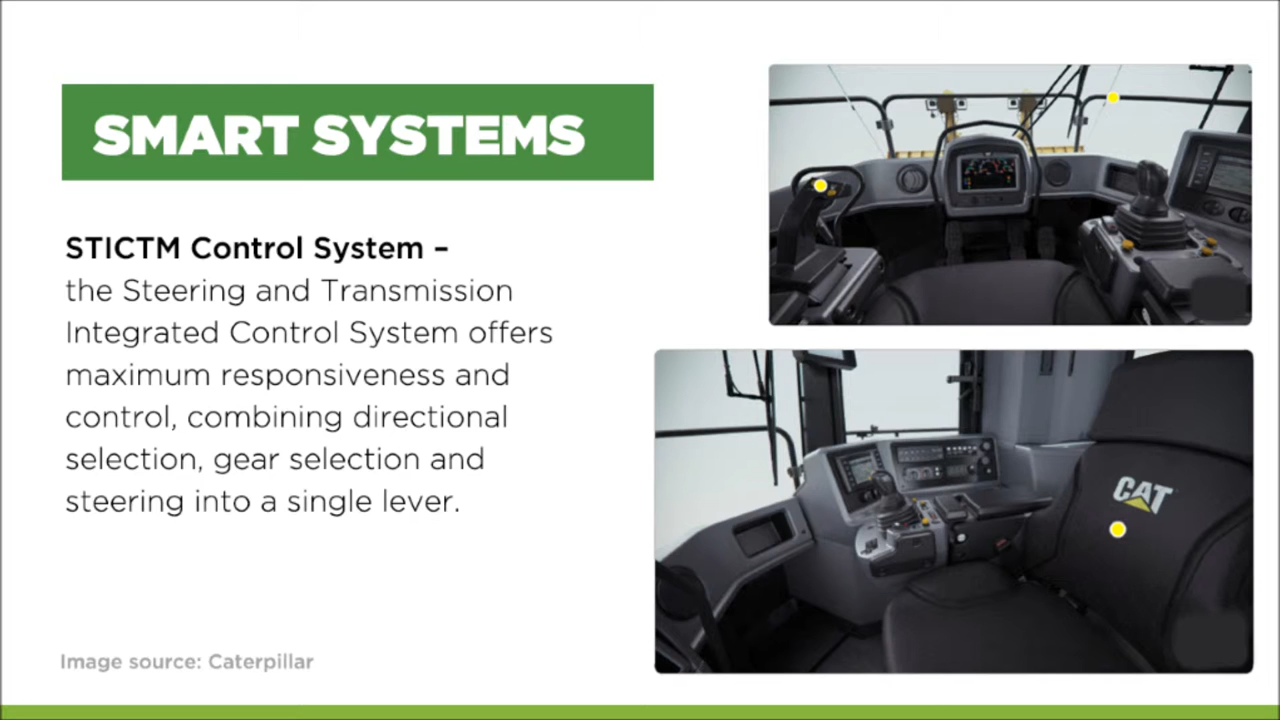 SMART SYSTEMS
STICTM Control System –
the Steering and Transmission
Integrated Control System offers
maximum responsiveness and
control, combining directional
selection, gear selection and
steering into a single lever.
CAT
Image source: Caterpillar